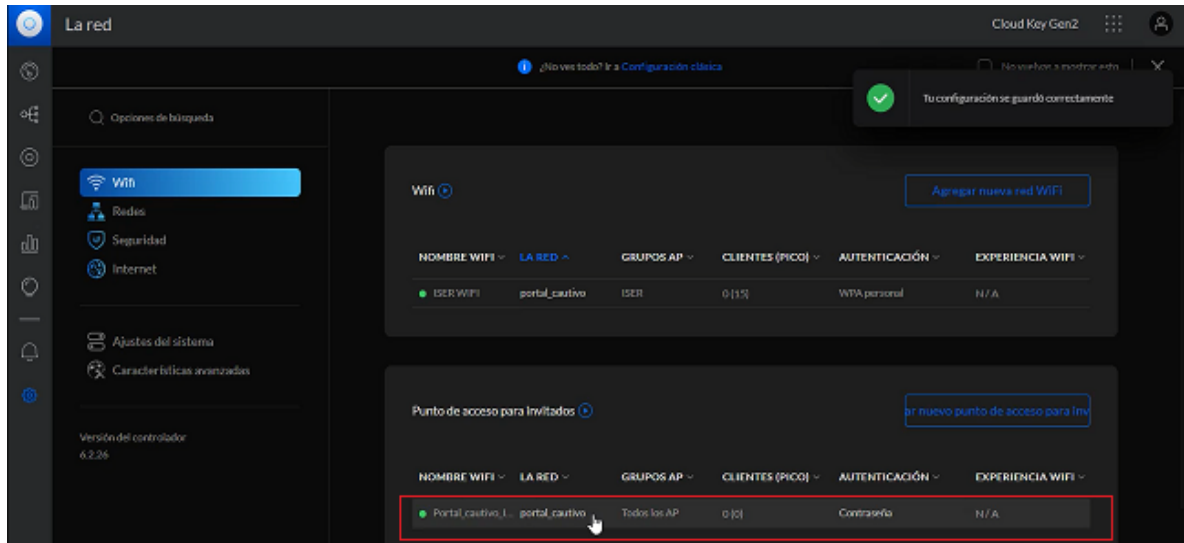 La red
Cloud Key Gen2
¿No ves todo? Ir a Configuración clásica
No vuelvas a mostrar esto
Tu configuración se guardó correctamente
Opciones de búsqueda
Wifi
Redes
Seguridad
Internet
Ajustes del sistema
Características avanzadas
Versión del controlador
6.2.26
Wifi
Agregar nueva red WiFi
NOMBRE WIFI LA RED GRUPOS AP CLIENTES (PICO) AUTENTICACIÓN EXPERIENCIA WIFI
ISER WIFI portal_cautivo ISER 0 (15) WPA personal N/A
Punto de acceso para Invitados
ar nuevo punto de acceso para Inv
NOMBRE WIFI LA RED GRUPOS AP CLIENTES (PICO) AUTENTICACIÓN EXPERIENCIA WIFI
Portal_cautivo_I... portal_cautivo Todos los AP 0 (0) Contraseña N/A